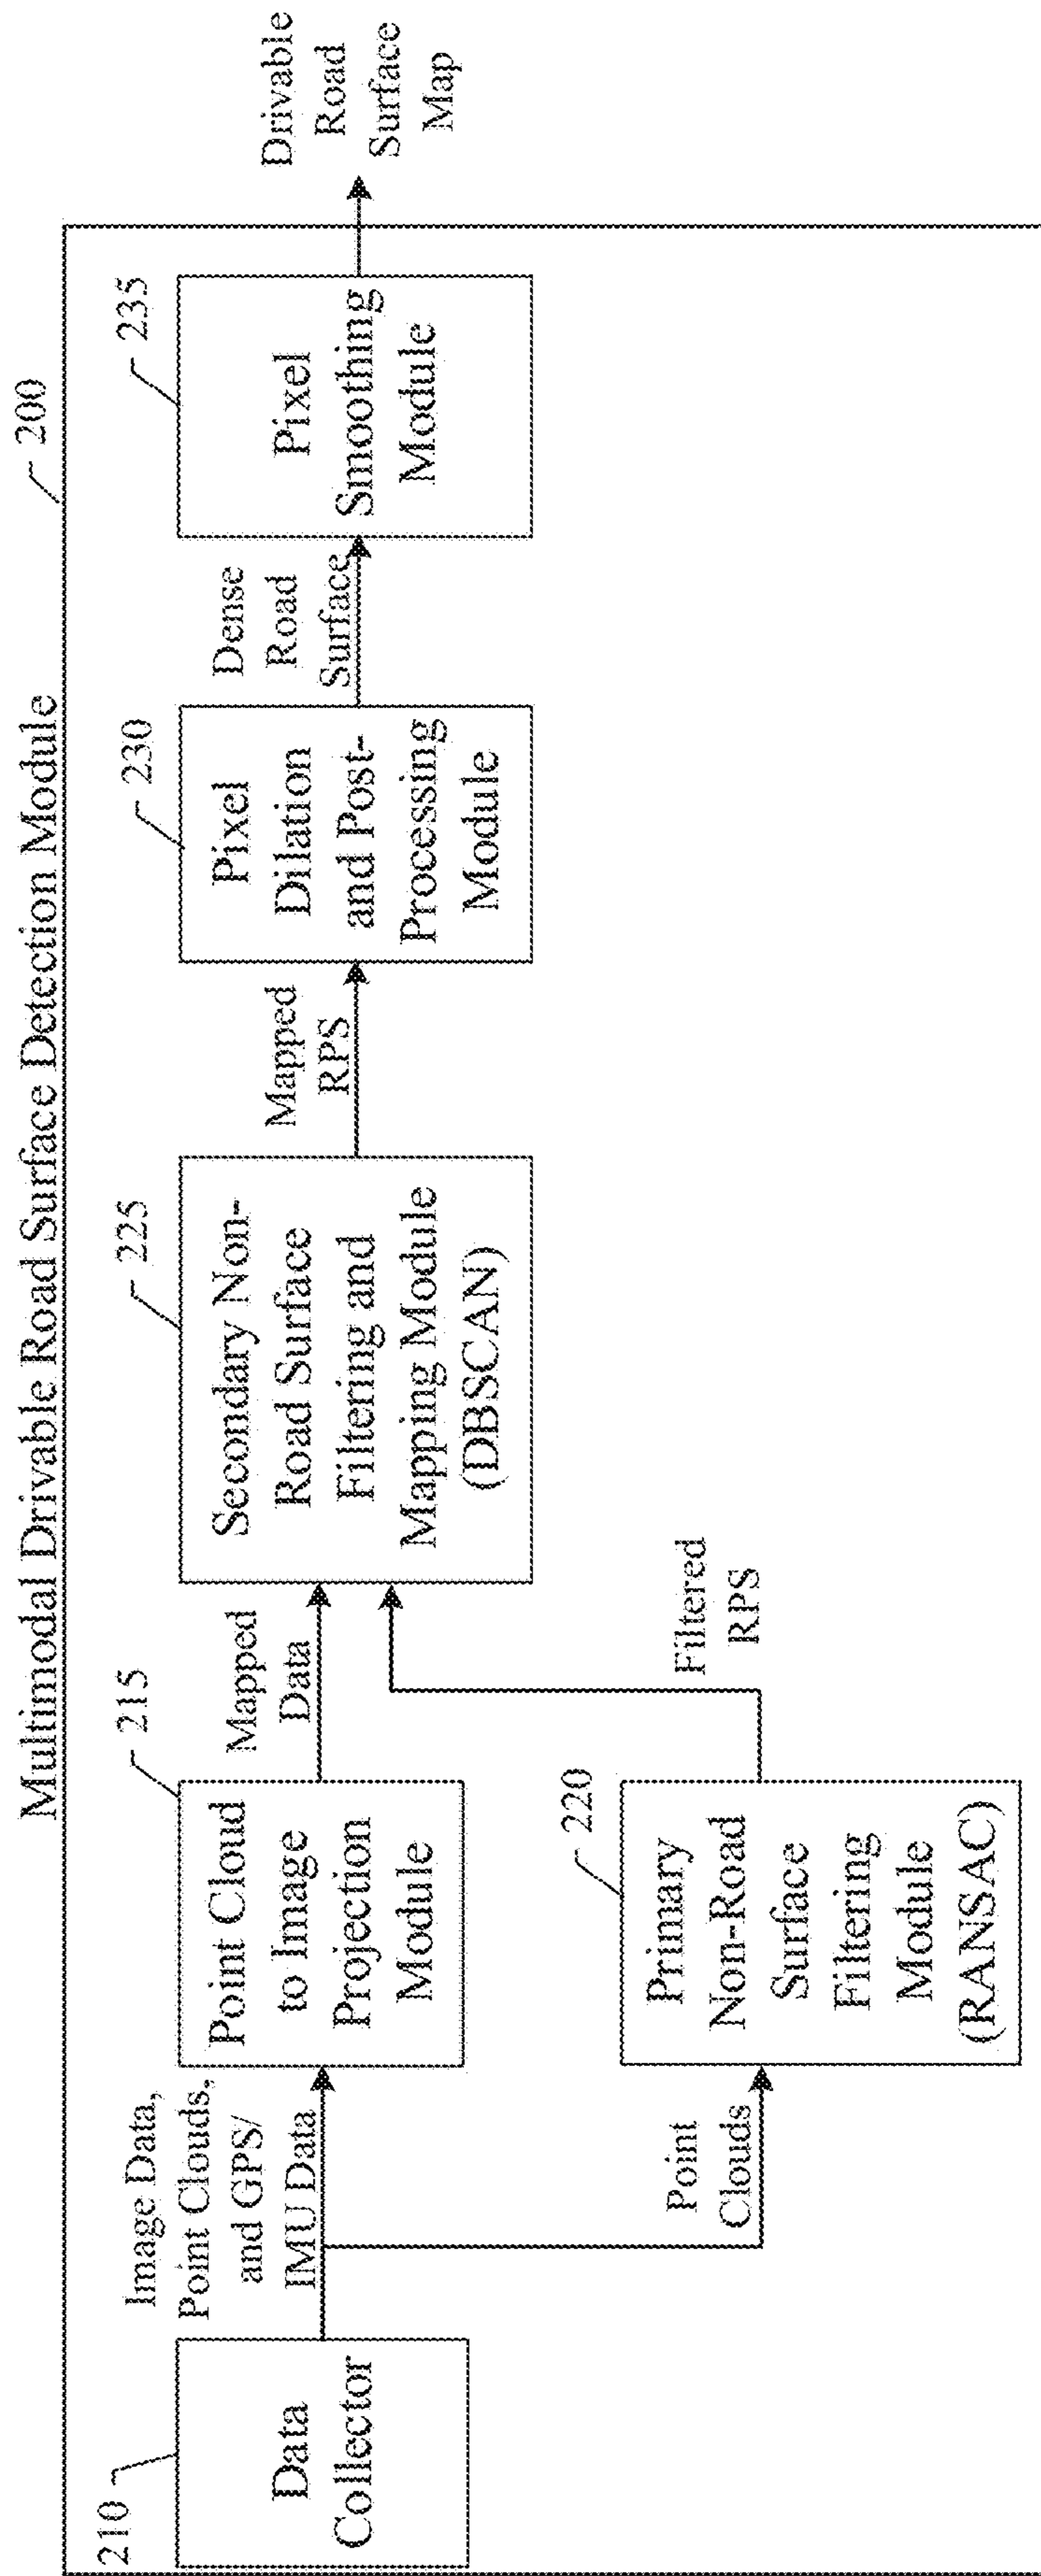 Multimodal Drivable Road Surface Detection Module
200
210
Data
Collector
Image Data,
Point Clouds,
and GPS/
IMU Data
Point
Clouds
215
Point Cloud
to Image
Projection
Module
220
Primary
Non-Road
Surface
Filtering
Module
(RANSAC)
Mapped
Data
Filtered
RPS
225
Secondary Non-
Road Surface
Filtering and
Mapping Module
(DBSCAN)
Mapped
RPS
230
Pixel
Dilation
and Post-
Processing
Module
Dense
Road
Surface
235
Pixel
Smoothing
Module
Drivable
Road
Surface
Map